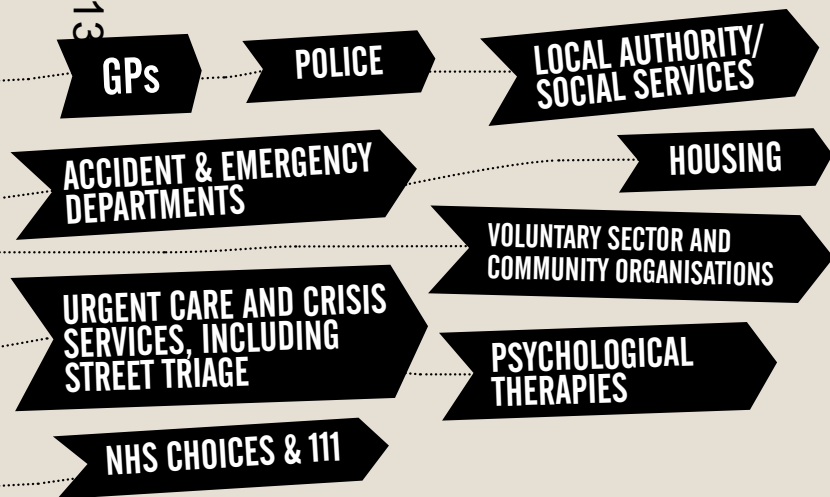 13
GPs
POLICE
LOCAL AUTHORITY/
SOCIAL SERVICES
ACCIDENT & EMERGENCY
DEPARTMENTS
HOUSING
VOLUNTARY SECTOR AND
COMMUNITY ORGANISATIONS
URGENT CARE AND CRISIS
SERVICES, INCLUDING
STREET TRIAGE
PSYCHOLOGICAL
THERAPIES
NHS CHOICES & 111